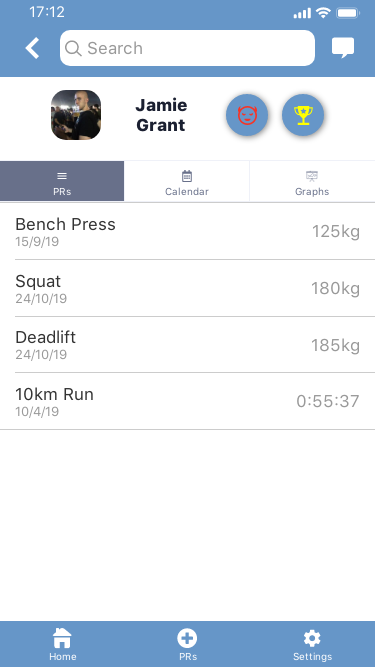 17:12
Search
Jamie
Grant
PRs
Calendar
Graphs
Bench Press
15/9/19
125kg
Squat
24/10/19
180kg
Deadlift
24/10/19
185kg
10km Run
10/4/19
0:55:37
Home
PRs
Settings